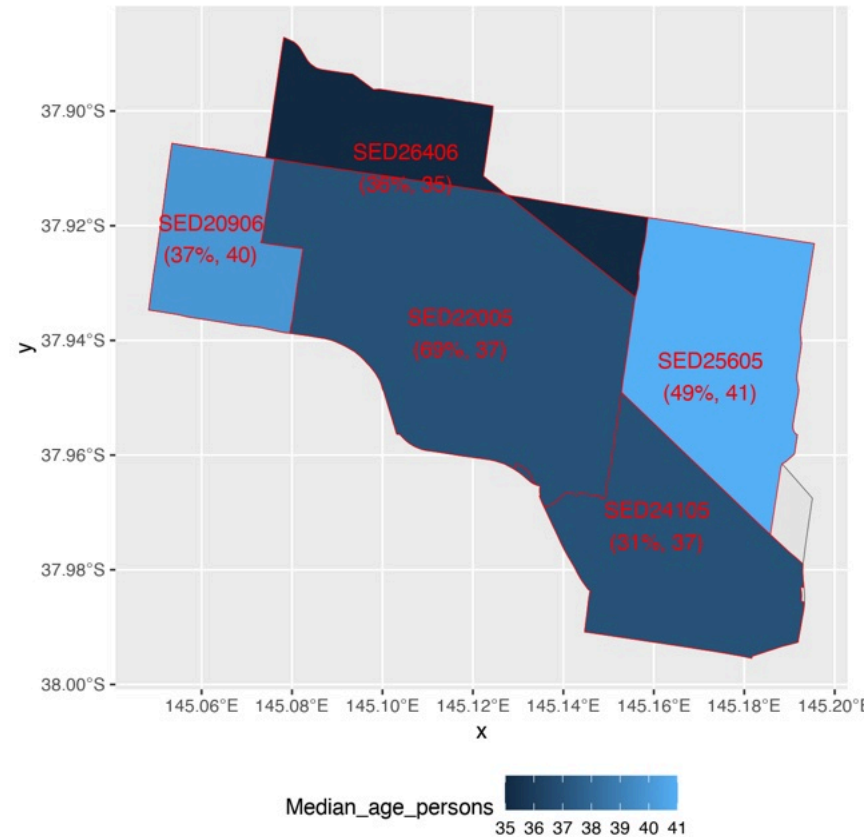 37.90°S
37.92°S
37.94°S
37.96°S
37.98°S
38.00°S
y
SED26406
(36%, 35)
SED20906
(37%, 40)
SED22005
(69%, 37)
SED25605
(49%, 41)
SED24105
(31%, 37)
145.06°E 145.08°E 145.10°E 145.12°E 145.14°E 145.16°E 145.18°E 145.20°E
x
Median_age_persons
35 36 37 38 39 40 41